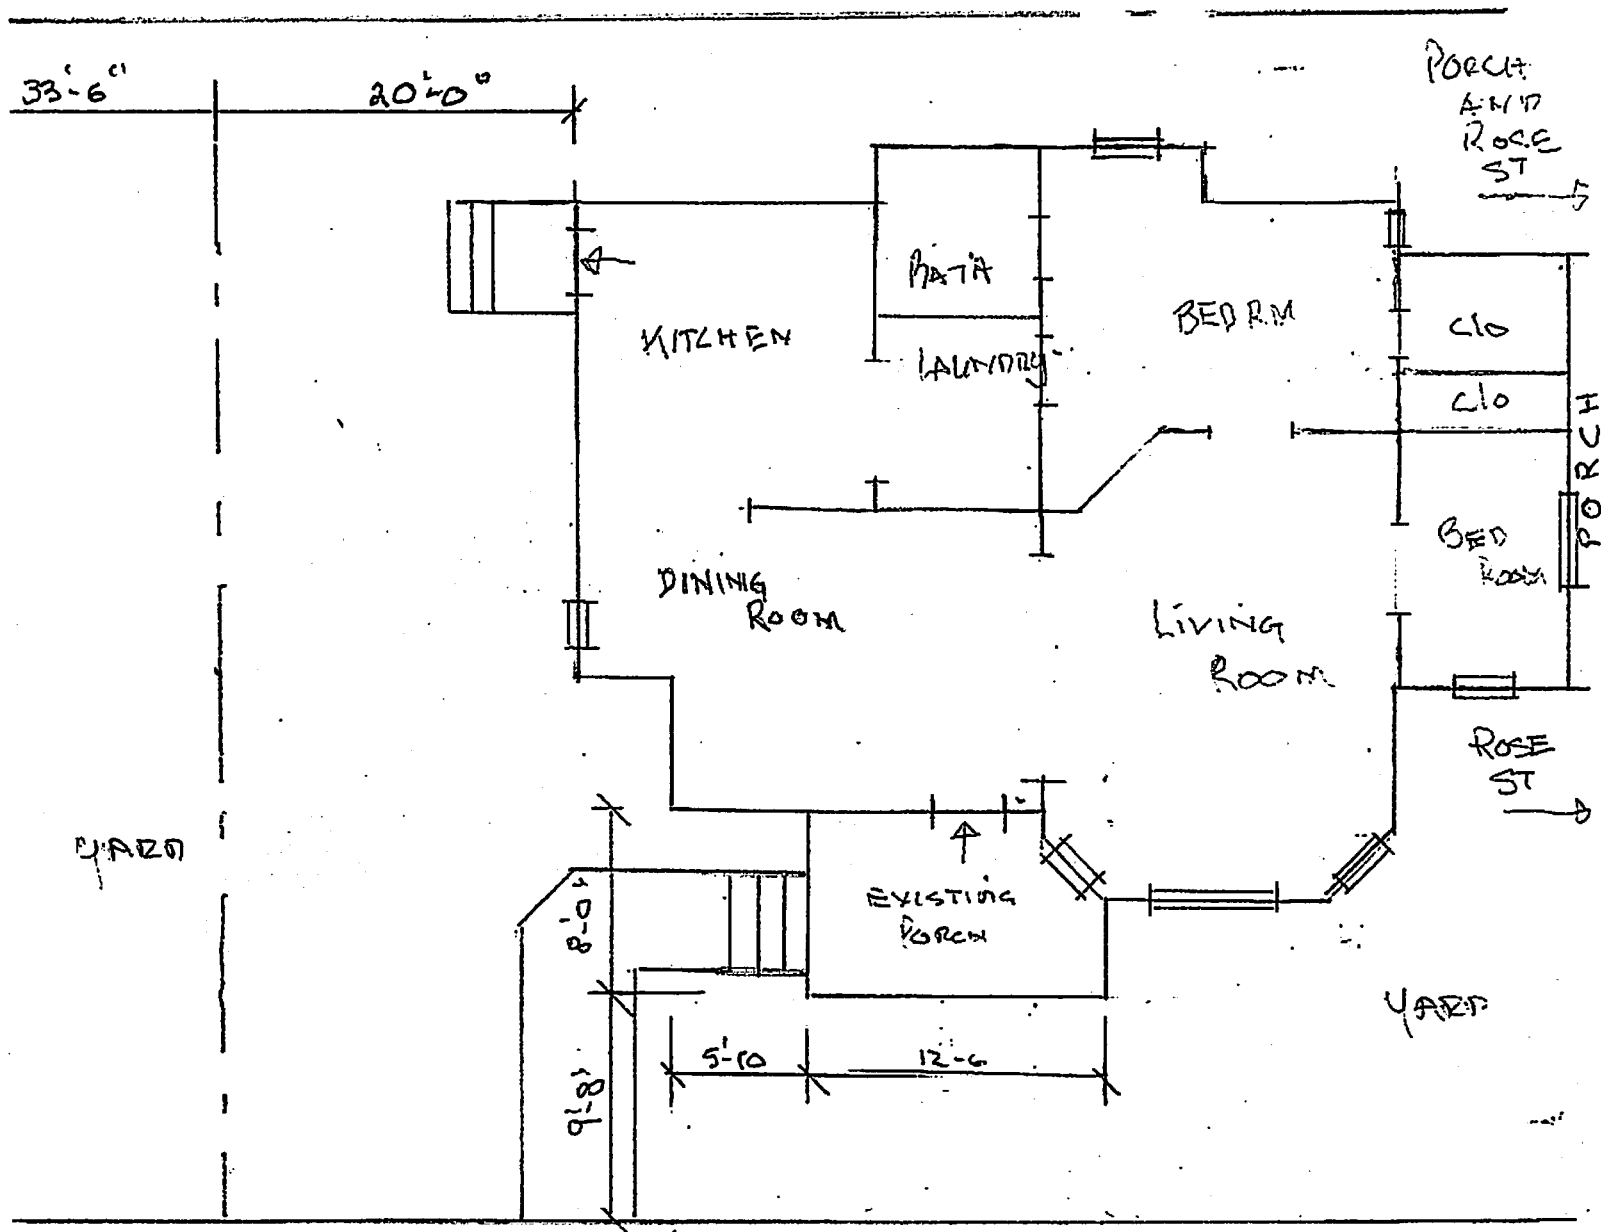 33'-6"
20'-0"
PORCH
AND
ROSE
ST
BATH
KITCHEN
LAUNDRY
BED RM
clo
clo
PORCH
BED
ROOM
DINING
ROOM
LIVING
ROOM
ROSE
ST
YARD
EXISTING
PORCH
8'-0"
YARD
5'-10
12-6
9'-8"